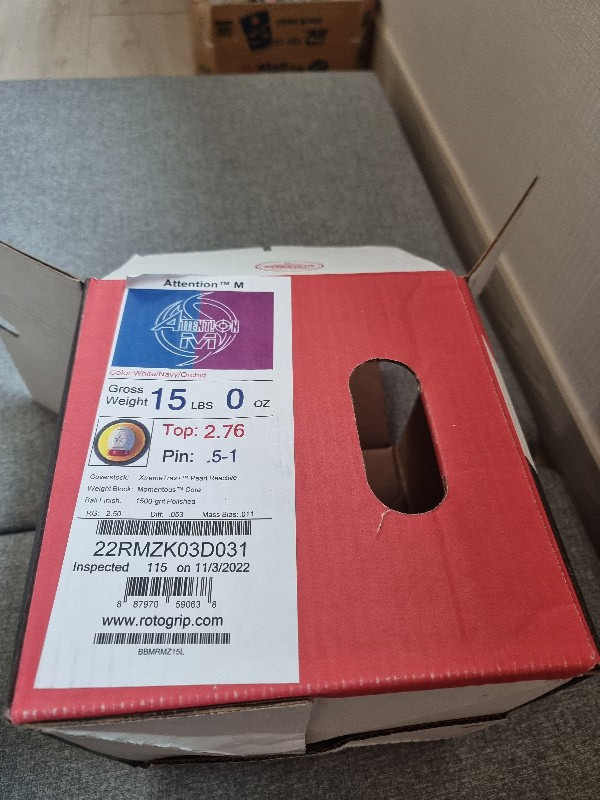 Attention™ M
ATTENTION
M
Color: White/Navy/Orchid
Gross Weight 15 LBS 0 OZ
Top: 2.76
Pin: .5-1
Coverstock: XtremeTrax+™ Pearl Reactive
Weight Block: Momentous™ Core
Ball Finish: 1500-grit Polished
RG: 2.50 Diff: .053 Mass Bias: .011
22RMZK03D031
Inspected 115 on 11/3/2022
8 87970 59063 8
www.rotogrip.com
BBMRMZ15L